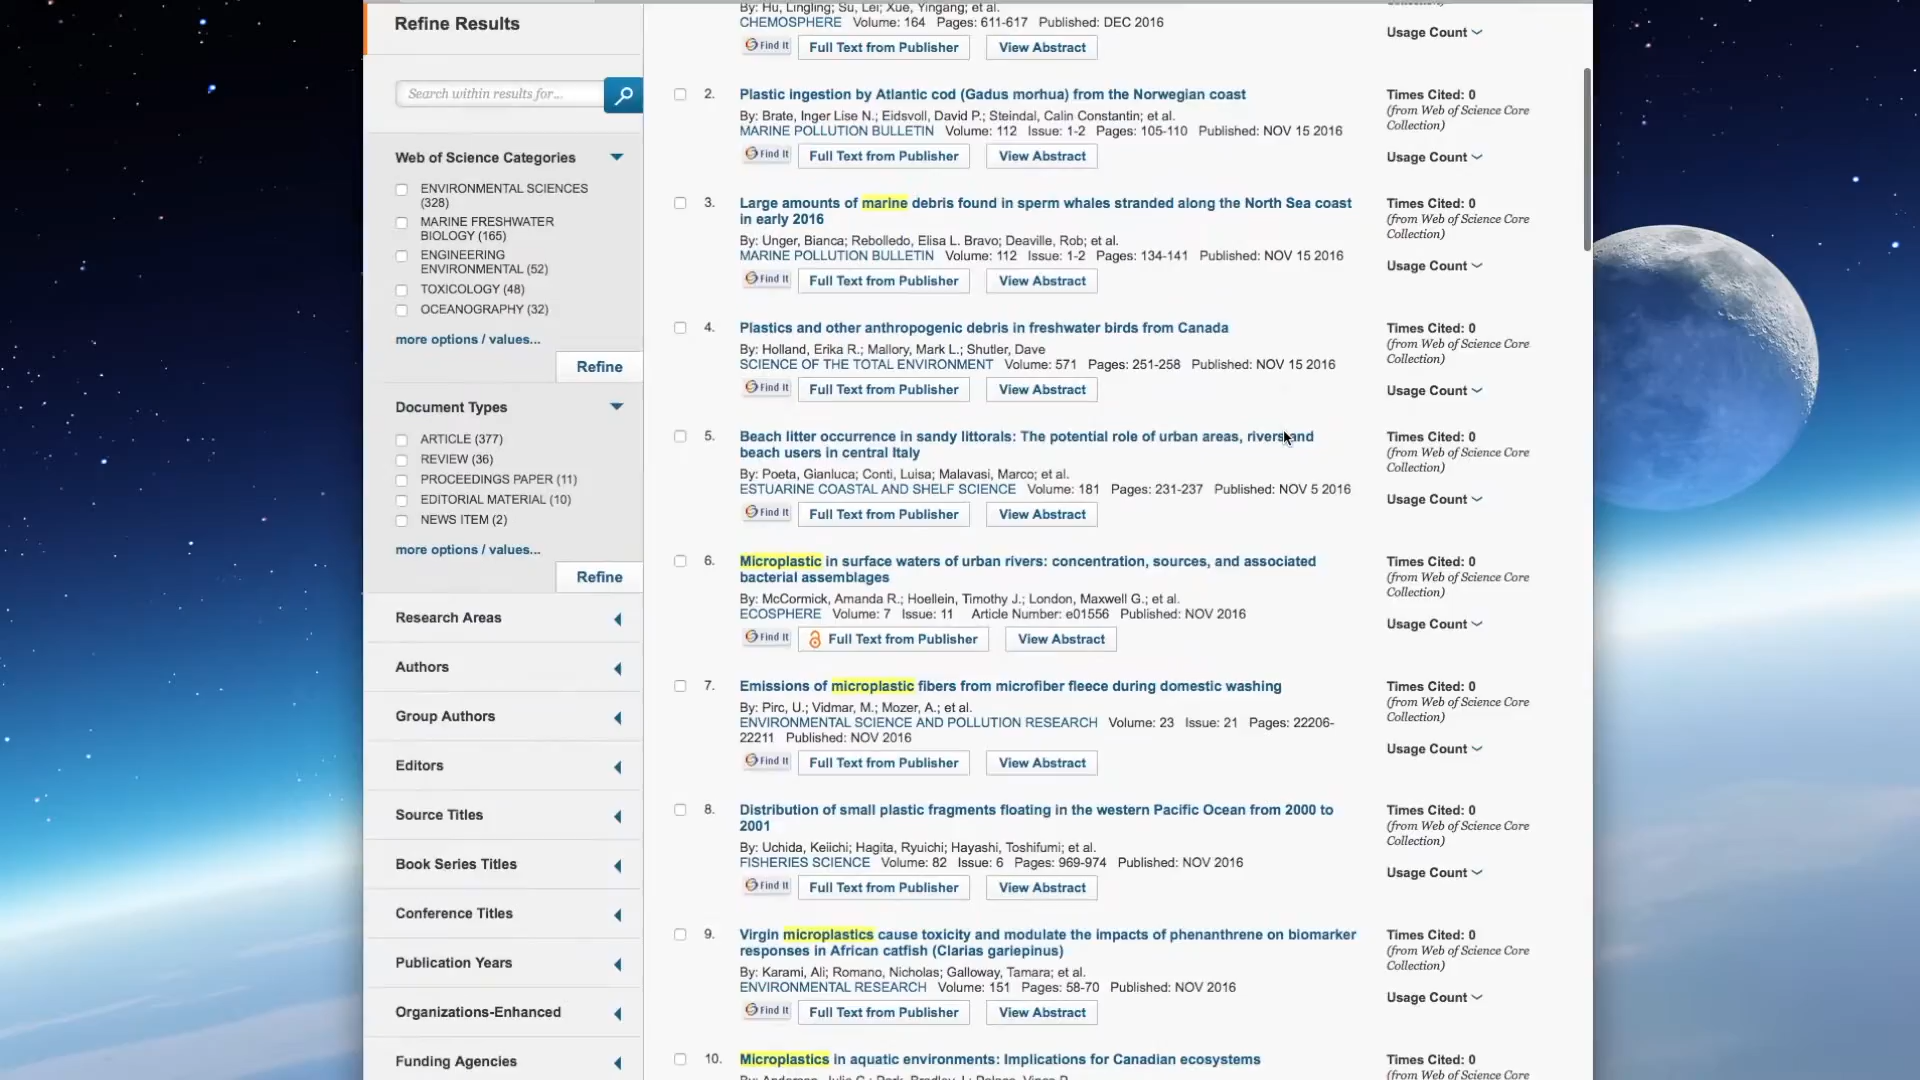 Refine Results
Search within results for...
Web of Science Categories
ENVIRONMENTAL SCIENCES
(328)
MARINE FRESHWATER
BIOLOGY (165)
ENGINEERING
ENVIRONMENTAL (52)
TOXICOLOGY (48)
OCEANOGRAPHY (32)
more options / values...
Refine
Document Types
ARTICLE (377)
REVIEW (36)
PROCEEDINGS PAPER (11)
EDITORIAL MATERIAL (10)
NEWS ITEM (2)
more options / values...
Refine
Research Areas
Authors
Group Authors
Editors
Source Titles
Book Series Titles
Conference Titles
Publication Years
Organizations-Enhanced
Funding Agencies
By: Hu, Lingling; Su, Lei; Xue, Yingang; et al.
CHEMOSPHERE Volume: 164 Pages: 611-617 Published: DEC 2016
Find It Full Text from Publisher View Abstract
Collection)
Usage Count
2. Plastic ingestion by Atlantic cod (Gadus morhua) from the Norwegian coast
By: Brate, Inger Lise N.; Eidsvoll, David P.; Steindal, Calin Constantin; et al.
MARINE POLLUTION BULLETIN Volume: 112 Issue: 1-2 Pages: 105-110 Published: NOV 15 2016
Find It Full Text from Publisher View Abstract
Times Cited: 0
(from Web of Science Core
Collection)
Usage Count
3. Large amounts of marine debris found in sperm whales stranded along the North Sea coast
in early 2016
By: Unger, Bianca; Rebolledo, Elisa L. Bravo; Deaville, Rob; et al.
MARINE POLLUTION BULLETIN Volume: 112 Issue: 1-2 Pages: 134-141 Published: NOV 15 2016
Find It Full Text from Publisher View Abstract
Times Cited: 0
(from Web of Science Core
Collection)
Usage Count
4. Plastics and other anthropogenic debris in freshwater birds from Canada
By: Holland, Erika R.; Mallory, Mark L.; Shutler, Dave
SCIENCE OF THE TOTAL ENVIRONMENT Volume: 571 Pages: 251-258 Published: NOV 15 2016
Find It Full Text from Publisher View Abstract
Times Cited: 0
(from Web of Science Core
Collection)
Usage Count
5. Beach litter occurrence in sandy littorals: The potential role of urban areas, rivers and
beach users in central Italy
By: Poeta, Gianluca; Conti, Luisa; Malavasi, Marco; et al.
ESTUARINE COASTAL AND SHELF SCIENCE Volume: 181 Pages: 231-237 Published: NOV 5 2016
Find It Full Text from Publisher View Abstract
Times Cited: 0
(from Web of Science Core
Collection)
Usage Count
6. Microplastic in surface waters of urban rivers: concentration, sources, and associated
bacterial assemblages
By: McCormick, Amanda R.; Hoellein, Timothy J.; London, Maxwell G.; et al.
ECOSPHERE Volume: 7 Issue: 11 Article Number: e01556 Published: NOV 2016
Find It Full Text from Publisher View Abstract
Times Cited: 0
(from Web of Science Core
Collection)
Usage Count
7. Emissions of microplastic fibers from microfiber fleece during domestic washing
By: Pirc, U.; Vidmar, M.; Mozer, A.; et al.
ENVIRONMENTAL SCIENCE AND POLLUTION RESEARCH Volume: 23 Issue: 21 Pages: 22206-
22211 Published: NOV 2016
Find It Full Text from Publisher View Abstract
Times Cited: 0
(from Web of Science Core
Collection)
Usage Count
8. Distribution of small plastic fragments floating in the western Pacific Ocean from 2000 to
2001
By: Uchida, Keiichi; Hagita, Ryuichi; Hayashi, Toshifumi; et al.
FISHERIES SCIENCE Volume: 82 Issue: 6 Pages: 969-974 Published: NOV 2016
Find It Full Text from Publisher View Abstract
Times Cited: 0
(from Web of Science Core
Collection)
Usage Count
9. Virgin microplastics cause toxicity and modulate the impacts of phenanthrene on biomarker
responses in African catfish (Clarias gariepinus)
By: Karami, Ali; Romano, Nicholas; Galloway, Tamara; et al.
ENVIRONMENTAL RESEARCH Volume: 151 Pages: 58-70 Published: NOV 2016
Find It Full Text from Publisher View Abstract
Times Cited: 0
(from Web of Science Core
Collection)
Usage Count
10. Microplastics in aquatic environments: Implications for Canadian ecosystems
Times Cited: 0
(from Web of Science Core